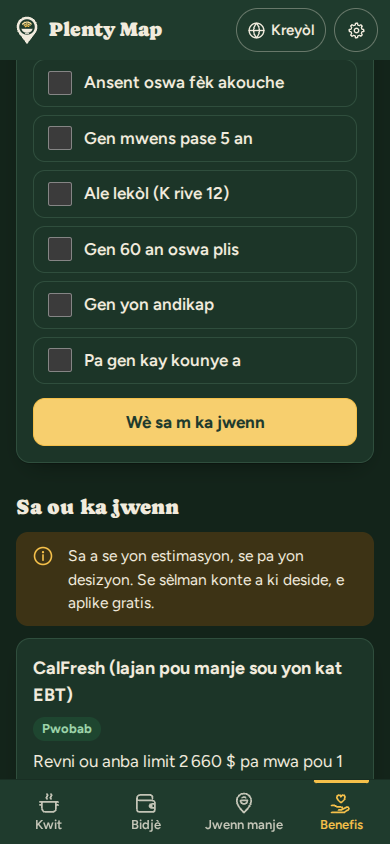 Plenty Map
Kreyòl
Ansent oswa fèk akouche
Gen mwens pase 5 an
Ale lekòl (K rive 12)
Gen 60 an oswa plis
Gen yon andikap
Pa gen kay kounye a
Wè sa m ka jwenn
Sa ou ka jwenn
Sa a se yon estimasyon, se pa yon
desizyon. Se sèlman konte a ki deside, e
aplike gratis.
CalFresh (lajan pou manje sou yon kat
EBT)
Pwobab
Revni ou anba limit 2 660 $ pa mwa pou 1
Kwit
Bidjè
Jwenn manje
Benefis